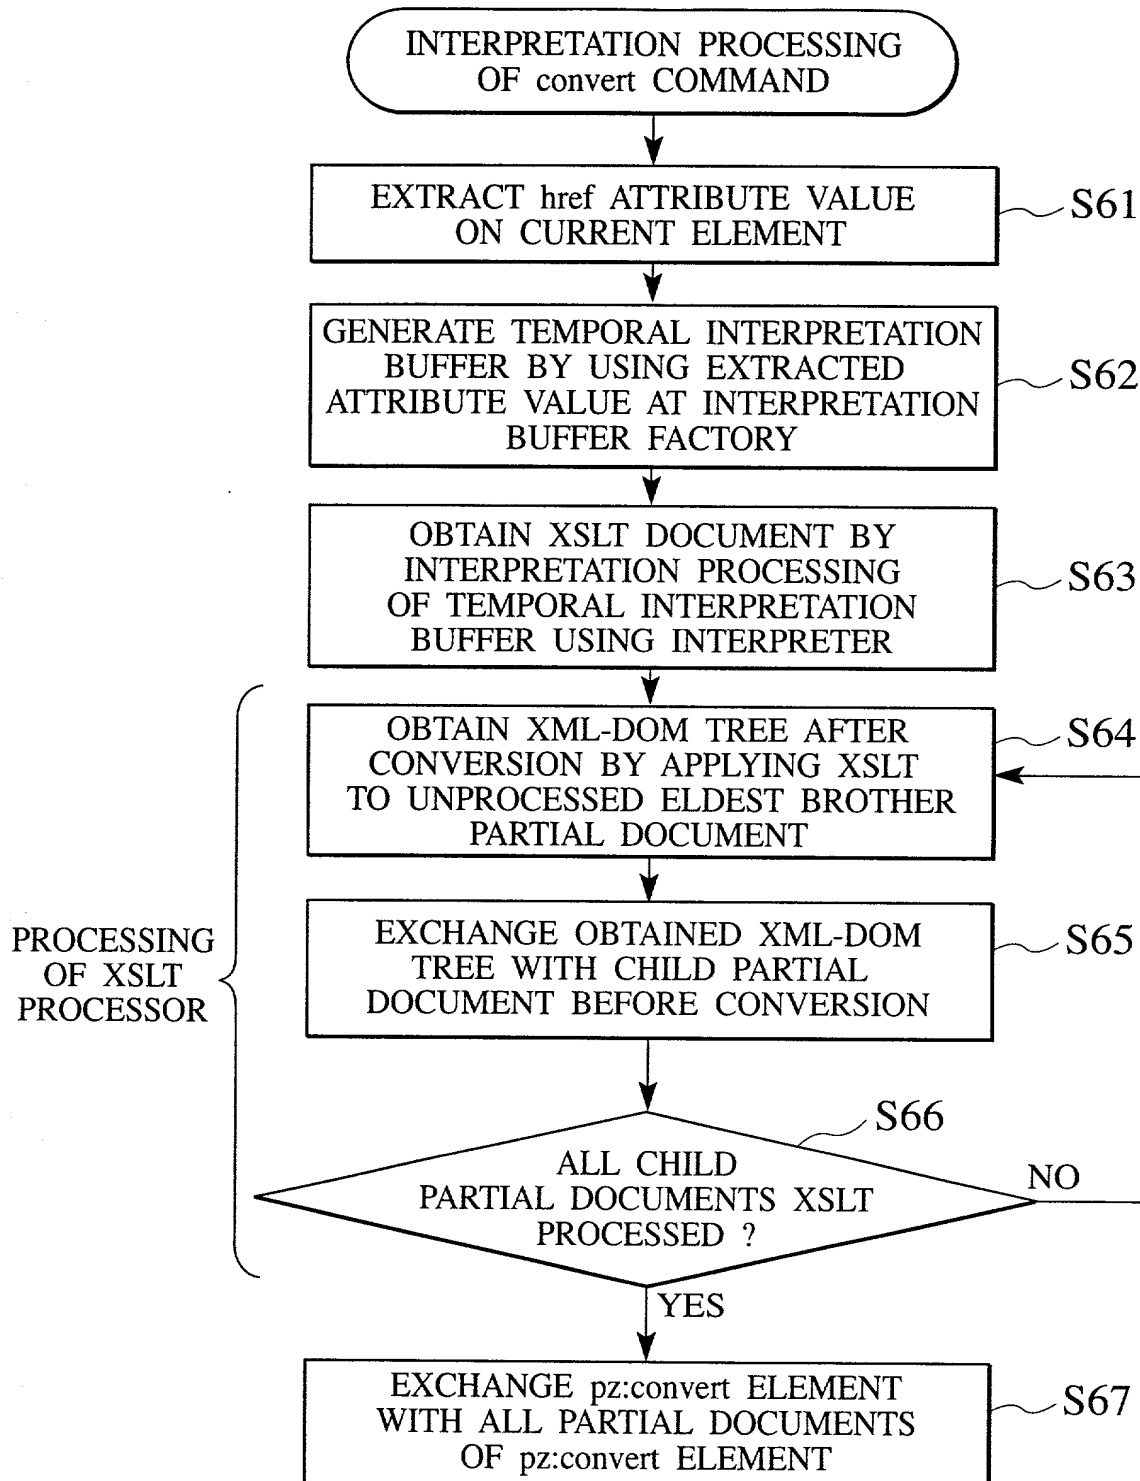 INTERPRETATION PROCESSING
OF convert COMMAND
EXTRACT href ATTRIBUTE VALUE
ON CURRENT ELEMENT
S61
GENERATE TEMPORAL INTERPRETATION
BUFFER BY USING EXTRACTED
ATTRIBUTE VALUE AT INTERPRETATION
BUFFER FACTORY
S62
OBTAIN XSLT DOCUMENT BY
INTERPRETATION PROCESSING
OF TEMPORAL INTERPRETATION
BUFFER USING INTERPRETER
S63
OBTAIN XML-DOM TREE AFTER
CONVERSION BY APPLYING XSLT
TO UNPROCESSED ELDEST BROTHER
PARTIAL DOCUMENT
S64
PROCESSING
OF XSLT
PROCESSOR
EXCHANGE OBTAINED XML-DOM
TREE WITH CHILD PARTIAL
DOCUMENT BEFORE CONVERSION
S65
S66
ALL CHILD
PARTIAL DOCUMENTS XSLT
PROCESSED ?
NO
YES
EXCHANGE pz:convert ELEMENT
WITH ALL PARTIAL DOCUMENTS
OF pz:convert ELEMENT
S67